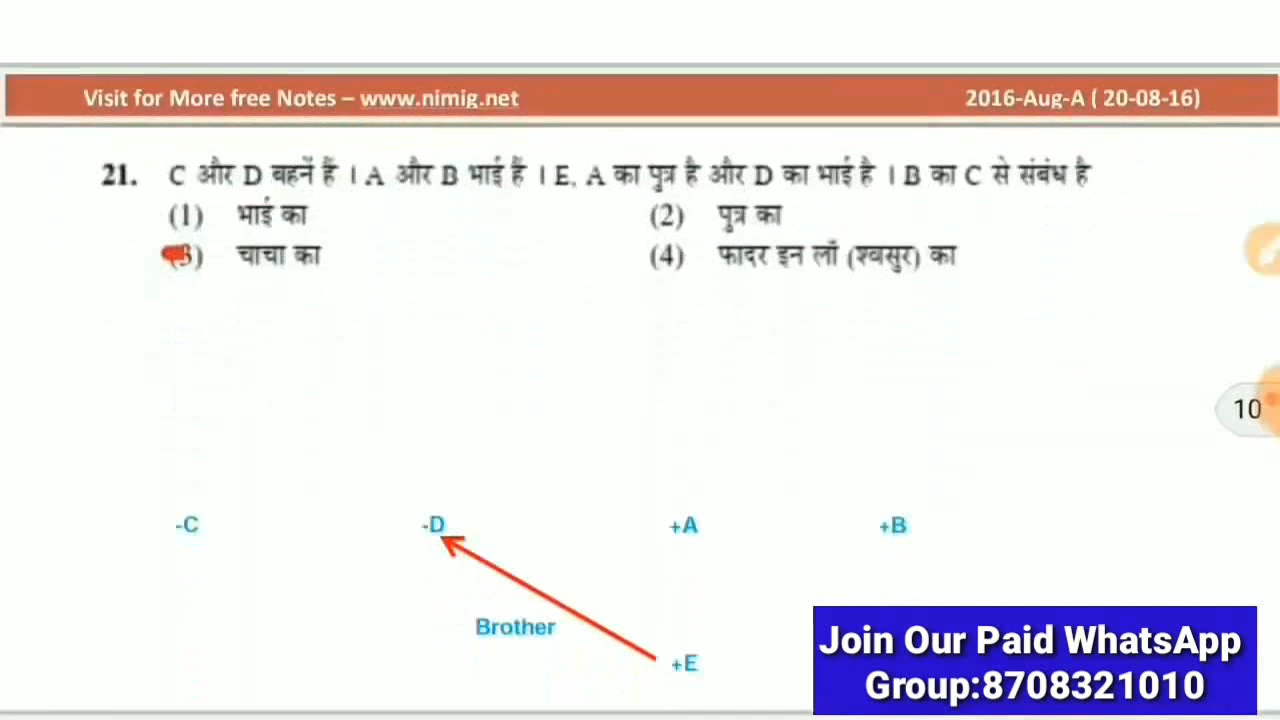 Visit for More free Notes – www.nimig.net 2016-Aug-A ( 20-08-16)
21. C और D बहनें हैं । A और B भाई हैं । E, A का पुत्र है और D का भाई है । B का C से संबंध है
(1) भाई का (2) पुत्र का
3) चाचा का (4) फादर इन लॉ (श्वसुर) का
10
-C -D +A +B
Brother
+E
Join Our Paid WhatsApp
Group:8708321010